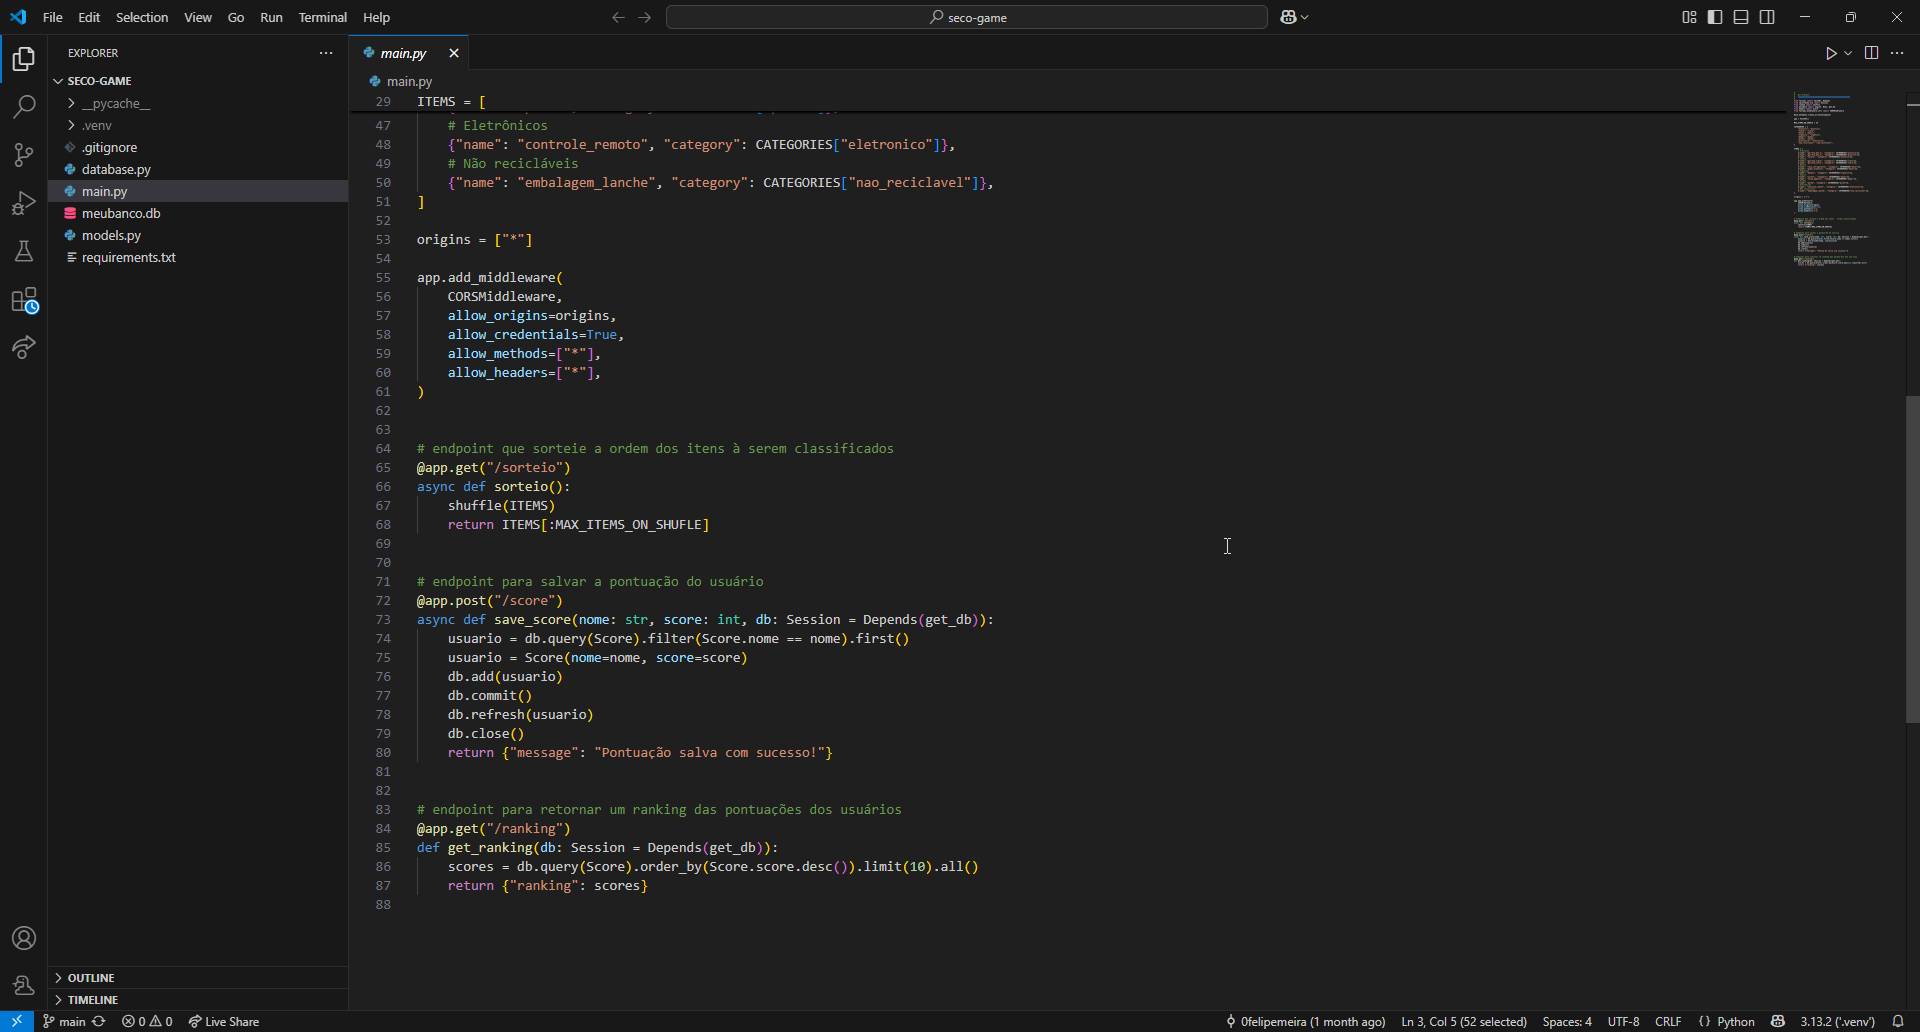 File Edit Selection View Go Run Terminal Help
seco-game
EXPLORER
SECO-GAME
__pycache__
.venv
.gitignore
database.py
main.py
meubanco.db
models.py
requirements.txt
OUTLINE
TIMELINE
main.py
main.py
29 ITEMS = [
47 # Eletrônicos
48 {"name": "controle_remoto", "category": CATEGORIES["eletronico"]},
49 # Não recicláveis
50 {"name": "embalagem_lanche", "category": CATEGORIES["nao_reciclavel"]},
51 ]
52
53 origins = ["*"]
54
55 app.add_middleware(
56 CORSMiddleware,
57 allow_origins=origins,
58 allow_credentials=True,
59 allow_methods=["*"],
60 allow_headers=["*"],
61 )
62
63
64 # endpoint que sorteie a ordem dos itens à serem classificados
65 @app.get("/sorteio")
66 async def sorteio():
67 shuffle(ITEMS)
68 return ITEMS[:MAX_ITEMS_ON_SHUFLE]
69
70
71 # endpoint para salvar a pontuação do usuário
72 @app.post("/score")
73 async def save_score(nome: str, score: int, db: Session = Depends(get_db)):
74 usuario = db.query(Score).filter(Score.nome == nome).first()
75 usuario = Score(nome=nome, score=score)
76 db.add(usuario)
77 db.commit()
78 db.refresh(usuario)
79 db.close()
80 return {"message": "Pontuação salva com sucesso!"}
81
82
83 # endpoint para retornar um ranking das pontuações dos usuários
84 @app.get("/ranking")
85 def get_ranking(db: Session = Depends(get_db)):
86 scores = db.query(Score).order_by(Score.score.desc()).limit(10).all()
87 return {"ranking": scores}
88
main 0 0 Live Share 0felipemeira (1 month ago) Ln 3, Col 5 (52 selected) Spaces: 4 UTF-8 CRLF {} Python 3.13.2 ('.venv')